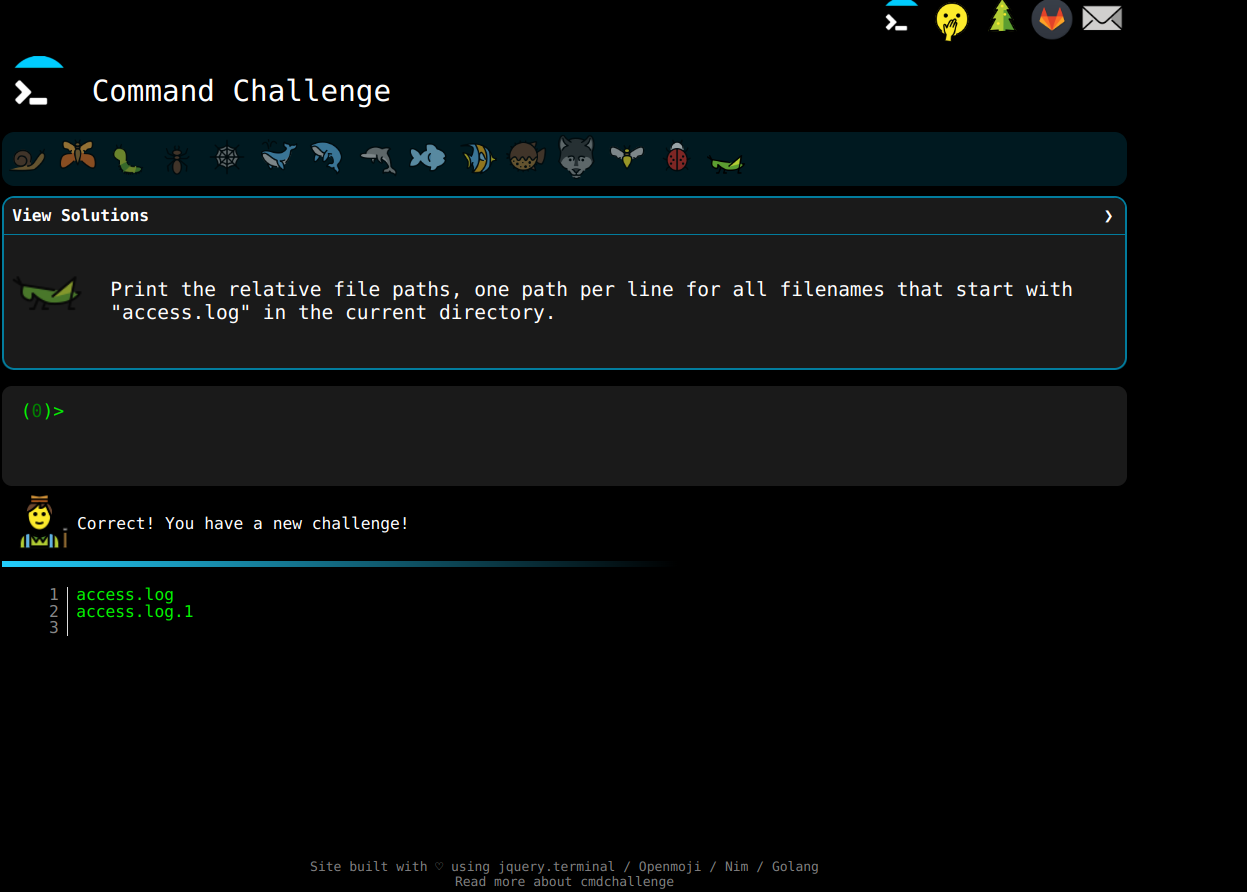 Command Challenge
View Solutions ❯
Print the relative file paths, one path per line for all filenames that start with
"access.log" in the current directory.
(0)>
Correct! You have a new challenge!
1 access.log
2 access.log.1
3
Site built with ♡ using jquery.terminal / Openmoji / Nim / Golang
Read more about cmdchallenge